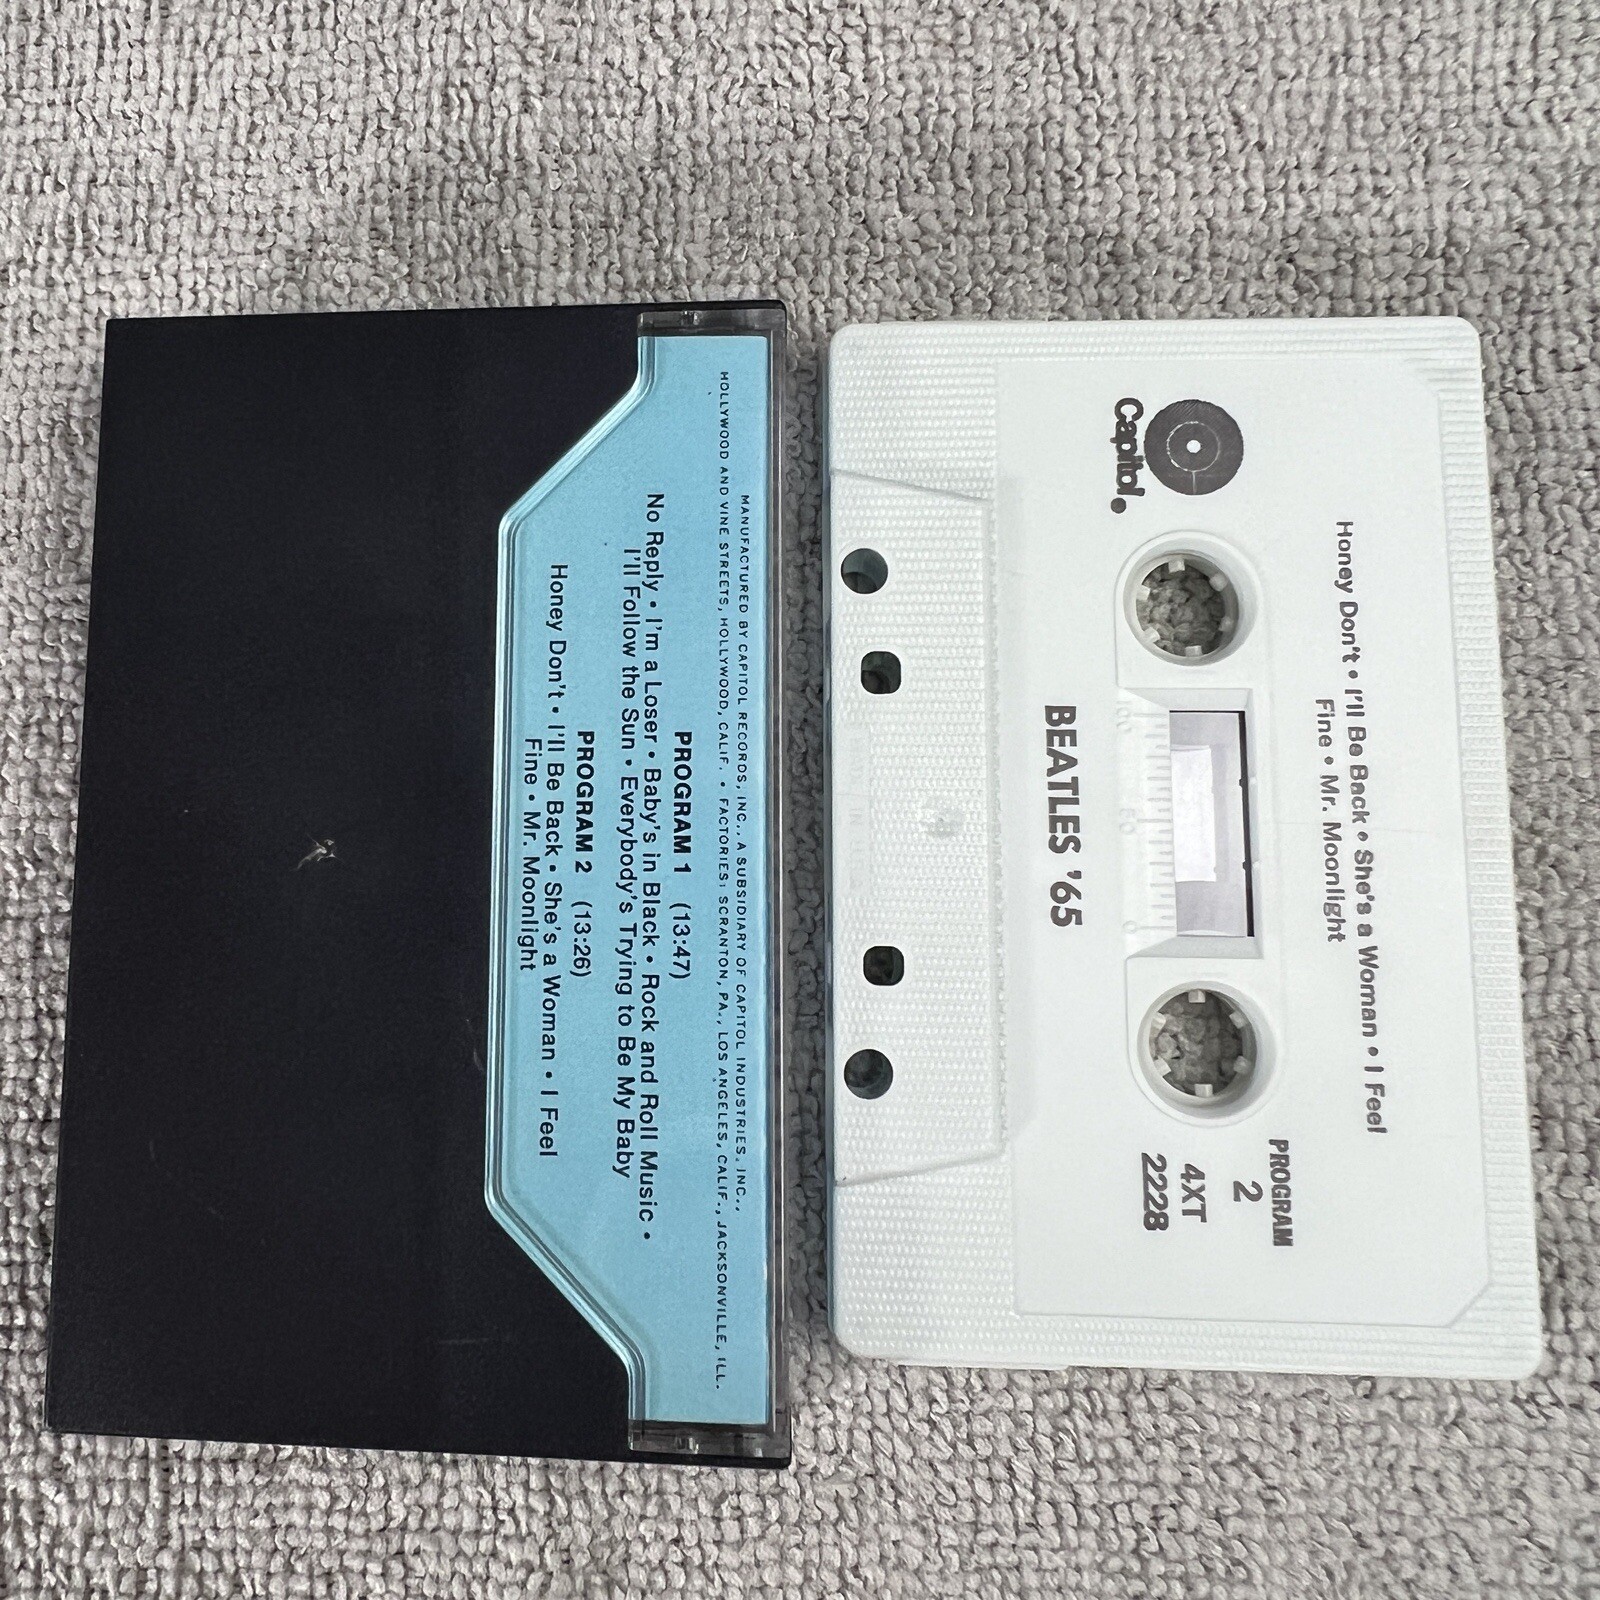 MANUFACTURED BY CAPITOL RECORDS, INC., A SUBSIDIARY OF CAPITOL INDUSTRIES, INC.,
HOLLYWOOD AND VINE STREETS, HOLLYWOOD, CALIF. • FACTORIES: SCRANTON, PA., LOS ANGELES, CALIF., JACKSONVILLE, ILL.
PROGRAM 1 (13:47)
No Reply • I'm a Loser • Baby's in Black • Rock and Roll Music •
I'll Follow the Sun • Everybody's Trying to Be My Baby
PROGRAM 2 (13:26)
Honey Don't • I'll Be Back • She's a Woman • I Feel
Fine • Mr. Moonlight
Honey Don't • I'll Be Back • She's a Woman • I Feel
Fine • Mr. Moonlight
Capitol.
PROGRAM
2
4XT
2228
100 50 0
BEATLES '65